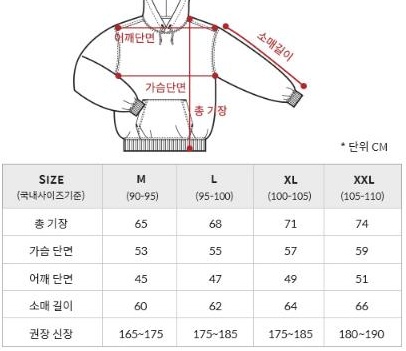 어깨단면
소매길이
가슴단면
총 기장
* 단위 CM
SIZE M L XL XXL
(국내사이즈기준) (90-95) (95-100) (100-105) (105-110)
총 기장 65 68 71 74
가슴 단면 53 55 57 59
어깨 단면 45 47 49 51
소매 길이 60 62 64 66
권장 신장 165~175 175~185 175~185 180~190